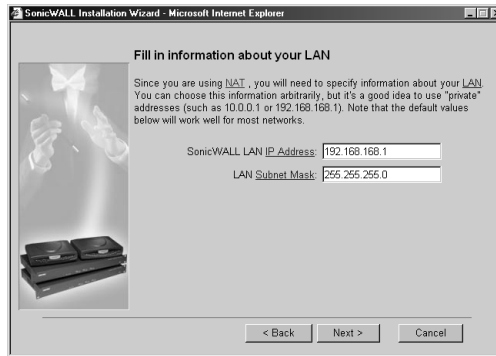 SonicWALL Installation Wizard - Microsoft Internet Explorer
Fill in information about your LAN
Since you are using NAT , you will need to specify information about your LAN.
You can choose this information arbitrarily, but it's a good idea to use "private"
addresses (such as 10.0.0.1 or 192.168.168.1). Note that the default values
below will work well for most networks.
SonicWALL LAN IP Address: 192.168.168.1
LAN Subnet Mask: 255.255.255.0
< Back Next > Cancel